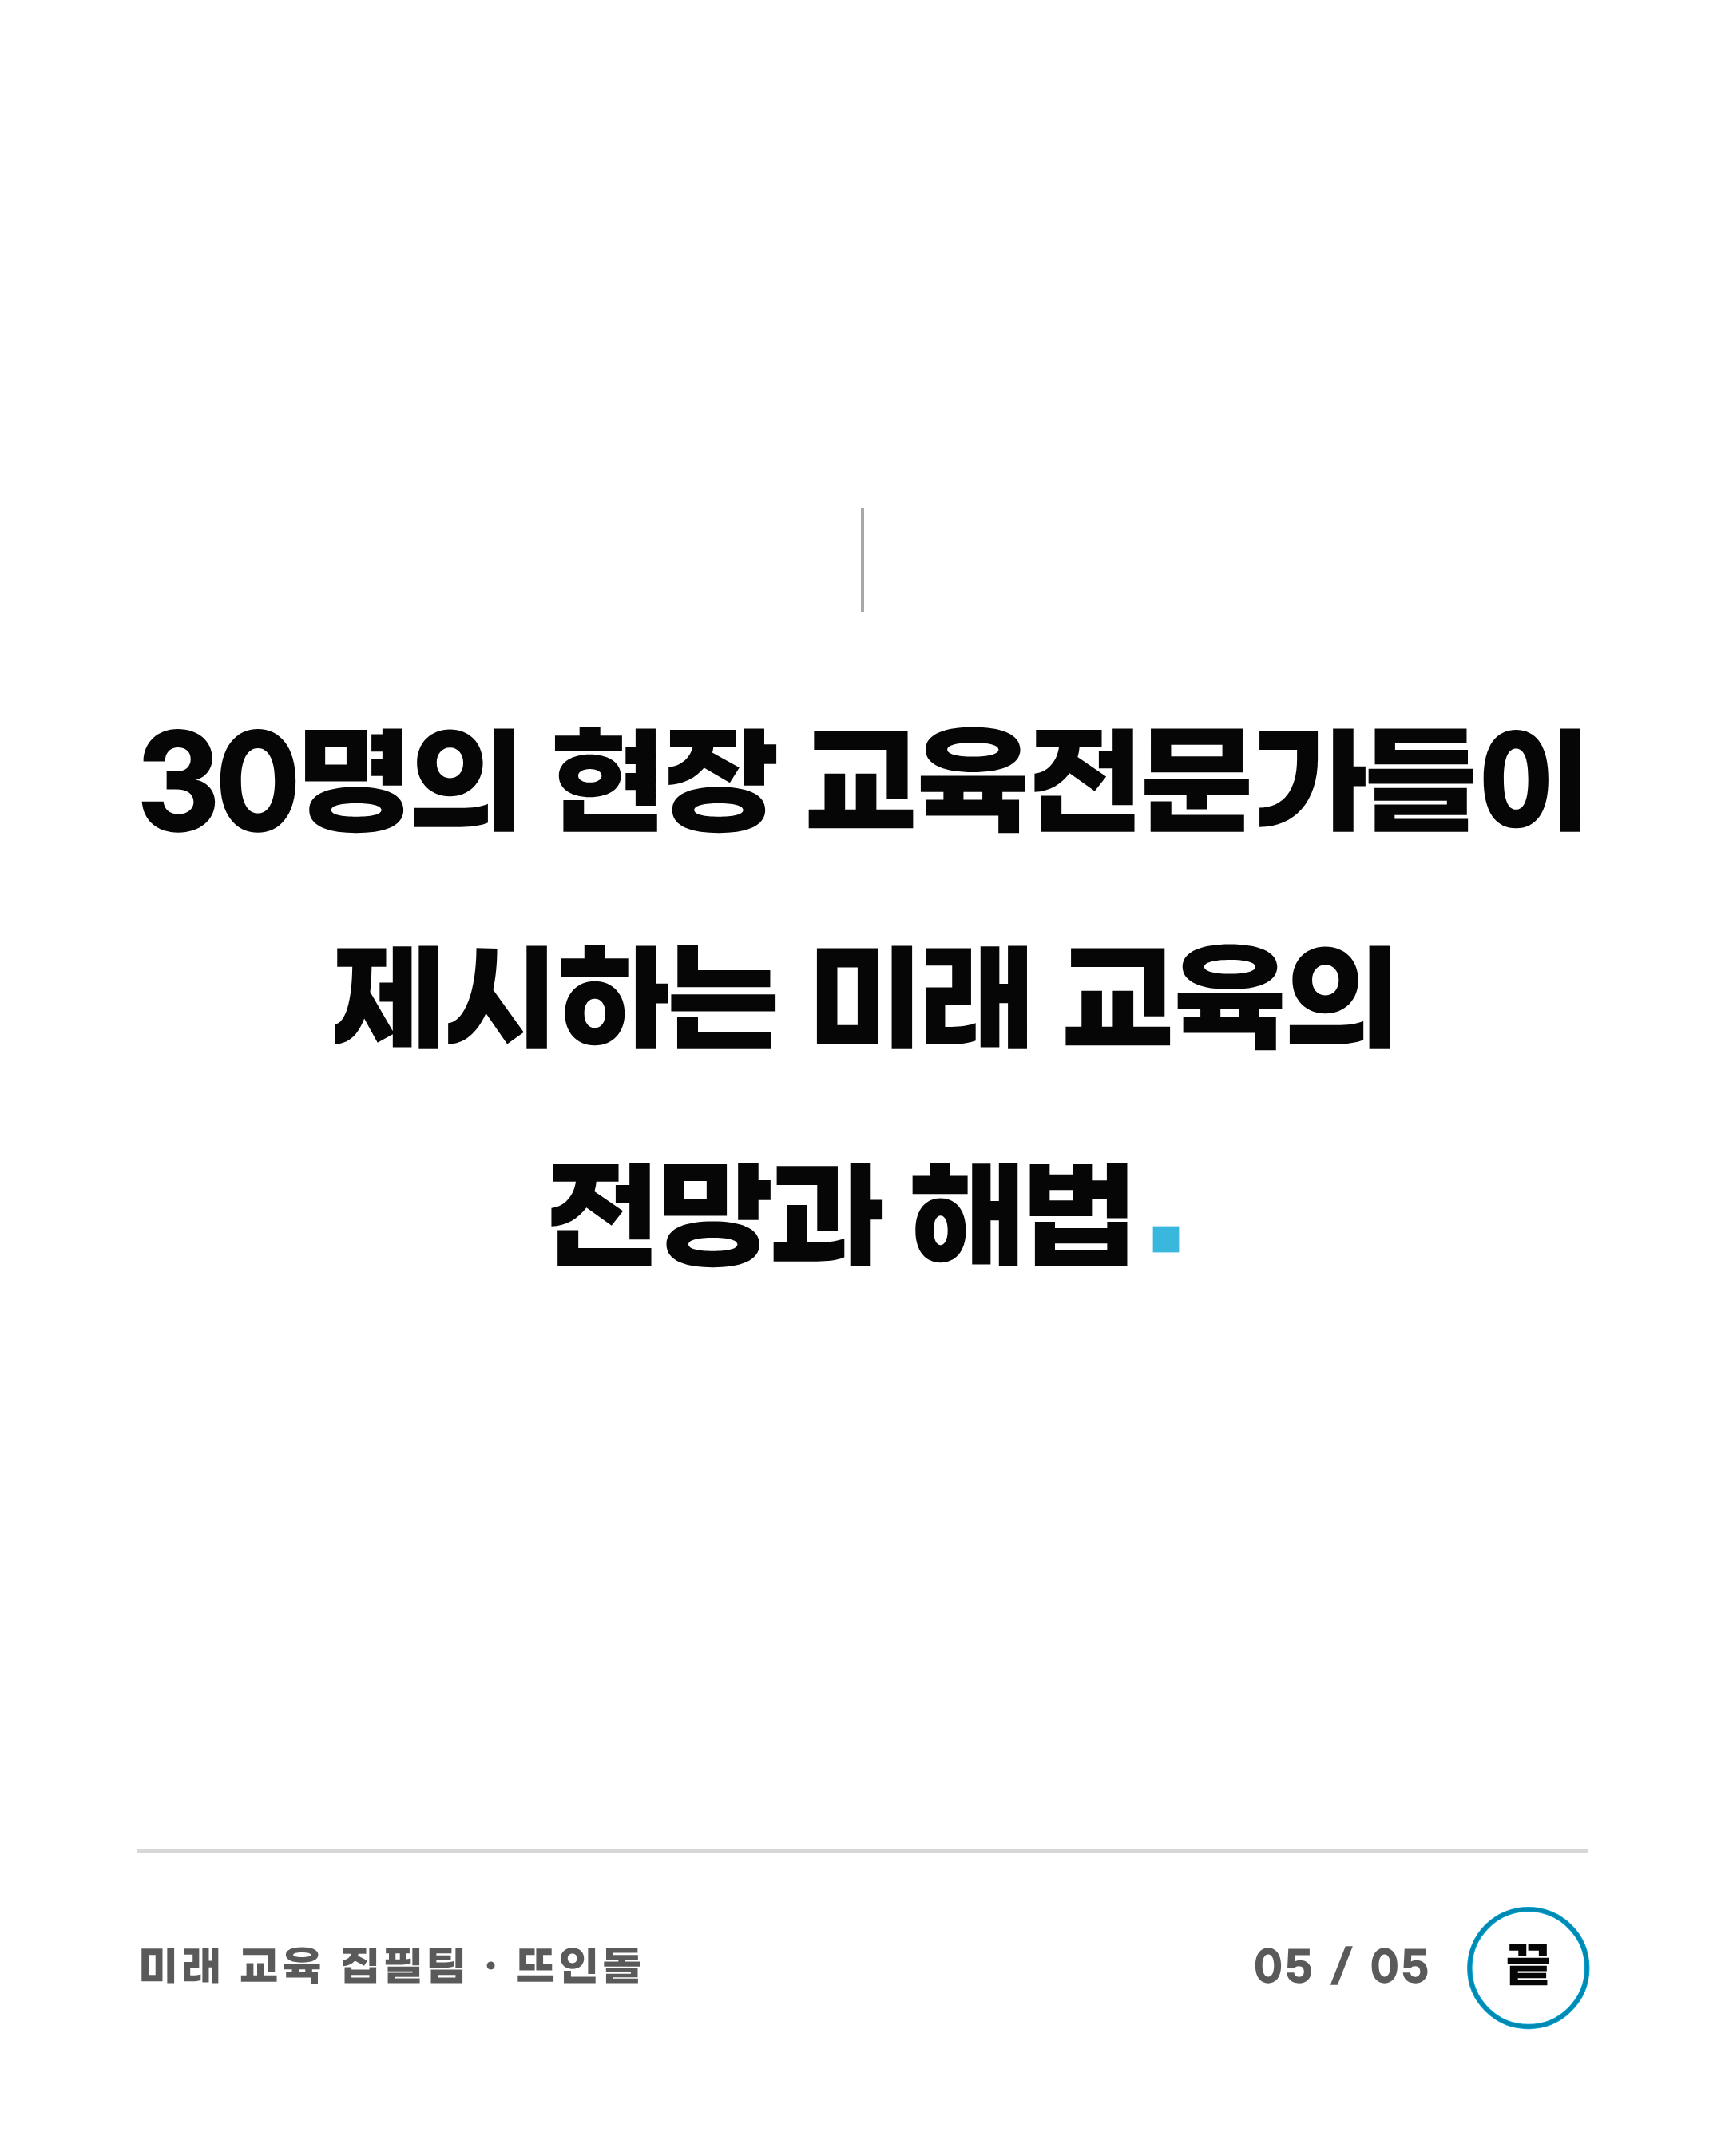 30명의 현장 교육전문가들이
제시하는 미래 교육의
전망과 해법.
미래 교육 집필팀 · 뜨인들
05 / 05
끝